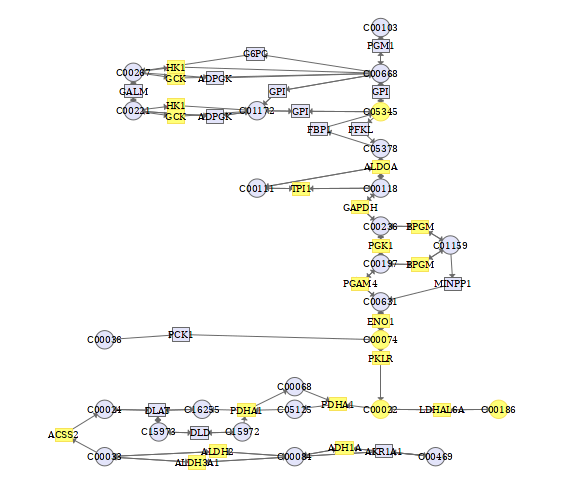 C00103
PGM1
G6PC
C00267
HK1
GCK
ADPGK
C00668
GALM
GPI
GPI
C00221
HK1
GCK
ADPGK
C01172
GPI
C05345
FBP1
PFKL
C05378
ALDOA
C00111
TPI1
C00118
GAPDH
C00236
BPGM
PGK1
C01159
C00197
BPGM
PGAM4
MINPP1
C00631
ENO1
C00036
PCK1
C00074
PKLR
C00068
C00024
DLAT
C16255
PDHA1
C05125
PDHA1
C00022
LDHAL6A
C00186
ACSS2
C15973
DLD
C15972
C00033
ALDH2
ALDH3A1
C00084
ADH1A
AKR1A1
C00469